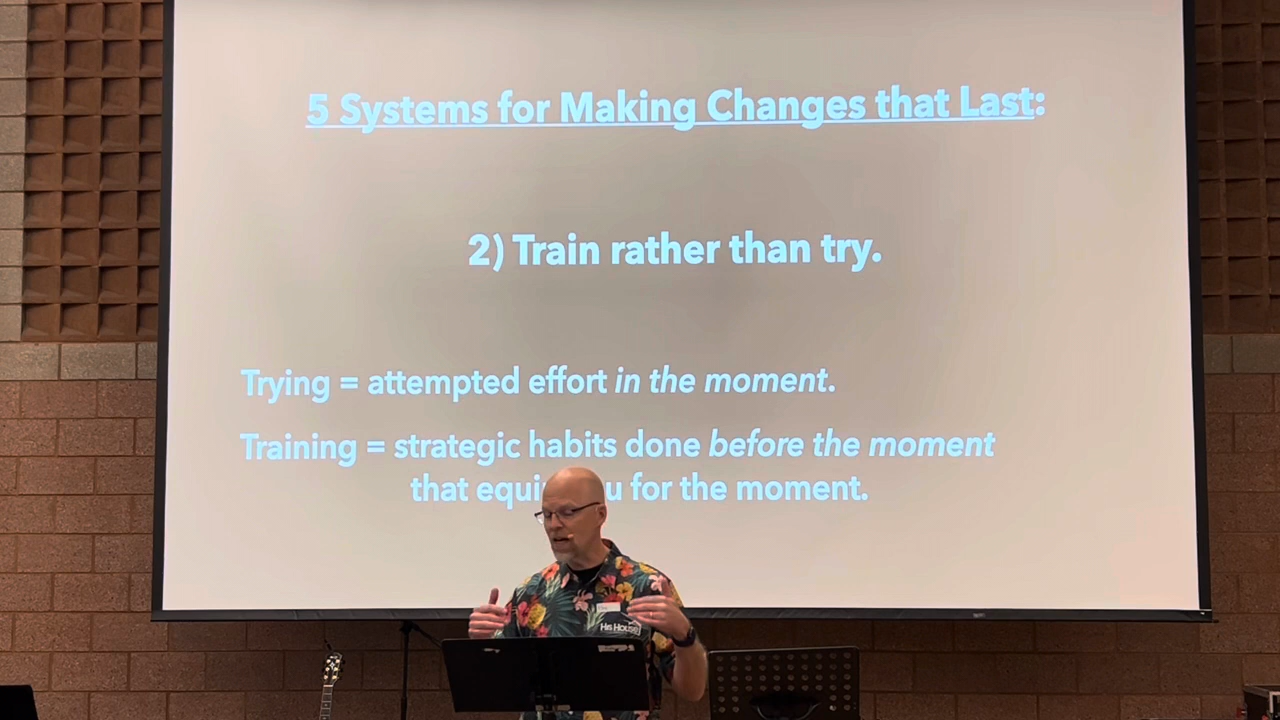 5 Systems for Making Changes that Last:
2) Train rather than try.
Trying = attempted effort in the moment.
Training = strategic habits done before the moment
that for the moment.
His House